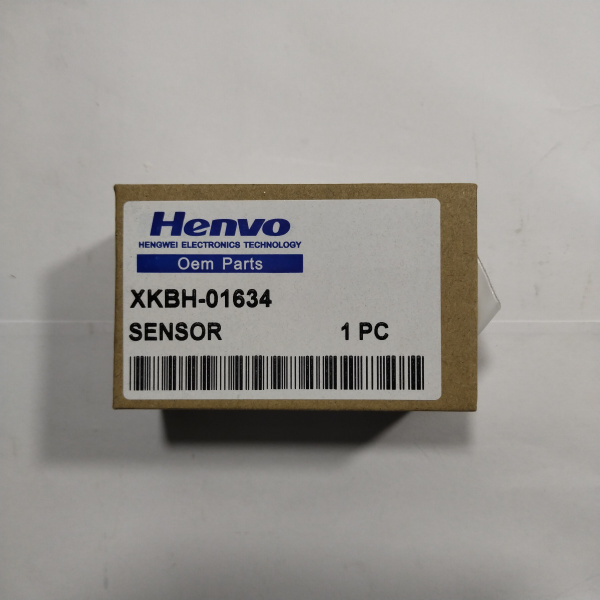 Henvo
HENGWEI ELECTRONICS TECHNOLOGY
Oem Parts
XKBH-01634
SENSOR 1 PC